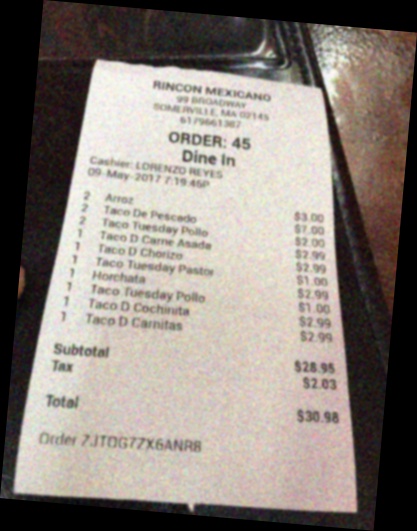 RINCON MEXICANO
99 BROADWAY
SOMERVILLE, MA 02145
ORDER: 45
Dine In
Cashier: LORENZO REYES
09-May-2017 7:19:46P
2 Arroz $3.00
2 Taco De Pescado $7.00
2 Taco Tuesday Pollo $2.00
1 Taco D Carne Asada $2.99
1 Taco D Chorizo $2.99
1 Taco Tuesday Pastor $1.00
1 Horchata $2.99
1 Taco Tuesday Pollo $1.00
1 Taco D Cochinita $2.99
1 Taco D Carnitas $2.99
Subtotal $28.95
Tax $2.03
Total $30.98
Order